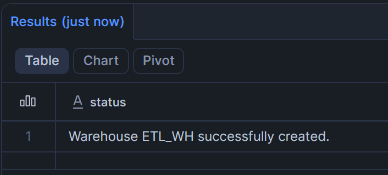 Results (just now)
Table Chart Pivot
A status
1 Warehouse ETL_WH successfully created.